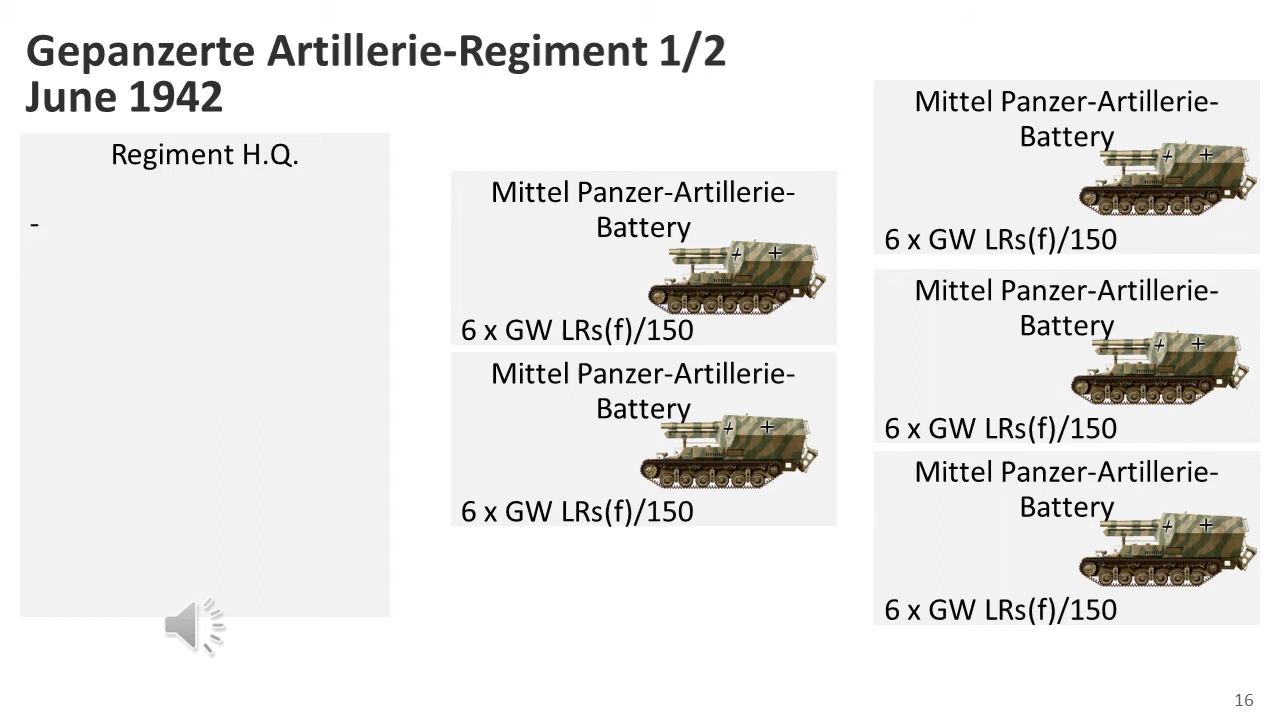 Gepanzerte Artillerie-Regiment 1/2
June 1942
Regiment H.Q.
-
Mittel Panzer-Artillerie-
Battery
6 x GW LRs(f)/150
Mittel Panzer-Artillerie-
Battery
6 x GW LRs(f)/150
Mittel Panzer-Artillerie-
Battery
6 x GW LRs(f)/150
Mittel Panzer-Artillerie-
Battery
6 x GW LRs(f)/150
Mittel Panzer-Artillerie-
Battery
6 x GW LRs(f)/150
16